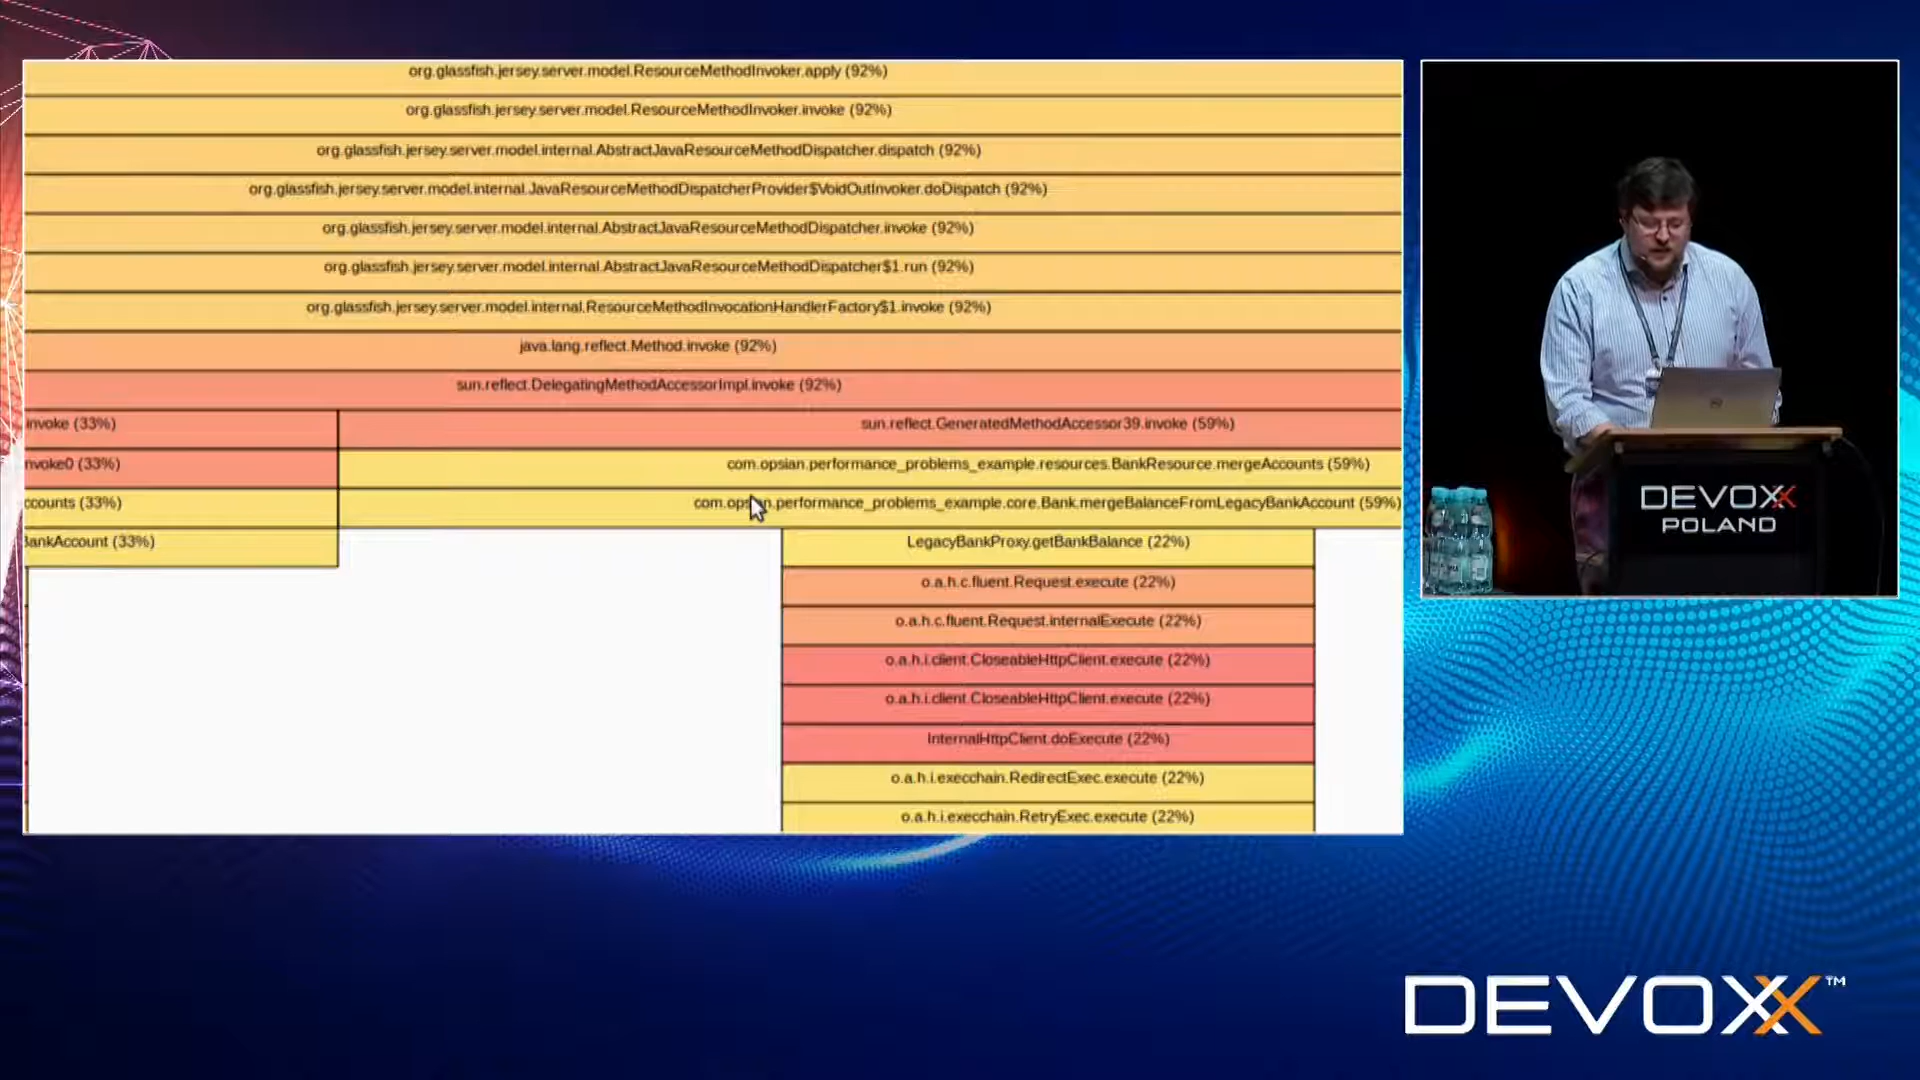 org.glassfish.jersey.server.model.ResourceMethodInvoker.apply (92%)
org.glassfish.jersey.server.model.ResourceMethodInvoker.invoke (92%)
org.glassfish.jersey.server.model.internal.AbstractJavaResourceMethodDispatcher.dispatch (92%)
org.glassfish.jersey.server.model.internal.JavaResourceMethodDispatcherProvider$VoidOutInvoker.doDispatch (92%)
org.glassfish.jersey.server.model.internal.AbstractJavaResourceMethodDispatcher.invoke (92%)
org.glassfish.jersey.server.model.internal.AbstractJavaResourceMethodDispatcher$1.run (92%)
org.glassfish.jersey.server.model.internal.ResourceMethodInvocationHandlerFactory$1.invoke (92%)
java.lang.reflect.Method.invoke (92%)
sun.reflect.DelegatingMethodAccessorImpl.invoke (92%)
invoke (33%) sun.reflect.GeneratedMethodAccessor39.invoke (59%)
nvoke0 (33%) com.opsian.performance_problems_example.resources.BankResource.mergeAccounts (59%)
ccounts (33%) com.opsian.performance_problems_example.core.Bank.mergeBalanceFromLegacyBankAccount (59%)
BankAccount (33%) LegacyBankProxy.getBankBalance (22%)
o.a.h.c.fluent.Request.execute (22%)
o.a.h.c.fluent.Request.internalExecute (22%)
o.a.h.i.client.CloseableHttpClient.execute (22%)
o.a.h.i.client.CloseableHttpClient.execute (22%)
InternalHttpClient.doExecute (22%)
o.a.h.i.execchain.RedirectExec.execute (22%)
o.a.h.i.execchain.RetryExec.execute (22%)
DEVOXX
POLAND
DEVOXX™